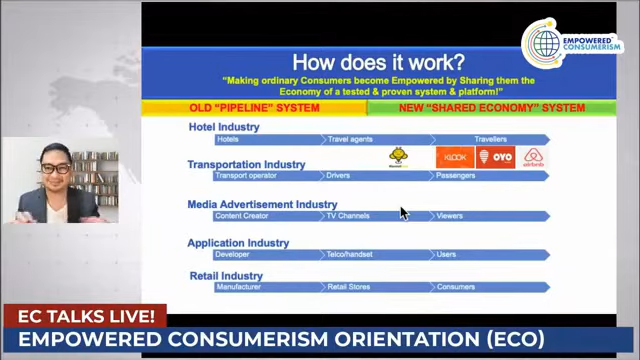 EMPOWERED
CONSUMERISM
How does it work?
"Making ordinary Consumers become Empowered by Sharing them the
Economy of a tested & proven system & platform!"
OLD "PIPELINE" SYSTEM
NEW "SHARED ECONOMY" SYSTEM
Hotel Industry
Hotels
Travel agents
Travellers
KLOOK
OYO
airbnb
Transportation Industry
Transport operator
Drivers
Passengers
Media Advertisement Industry
Content Creator
TV Channels
Viewers
Application Industry
Developer
Telco/handset
Users
Retail Industry
Manufacturer
Retail Stores
Consumers
EC TALKS LIVE!
EMPOWERED CONSUMERISM ORIENTATION (ECO)